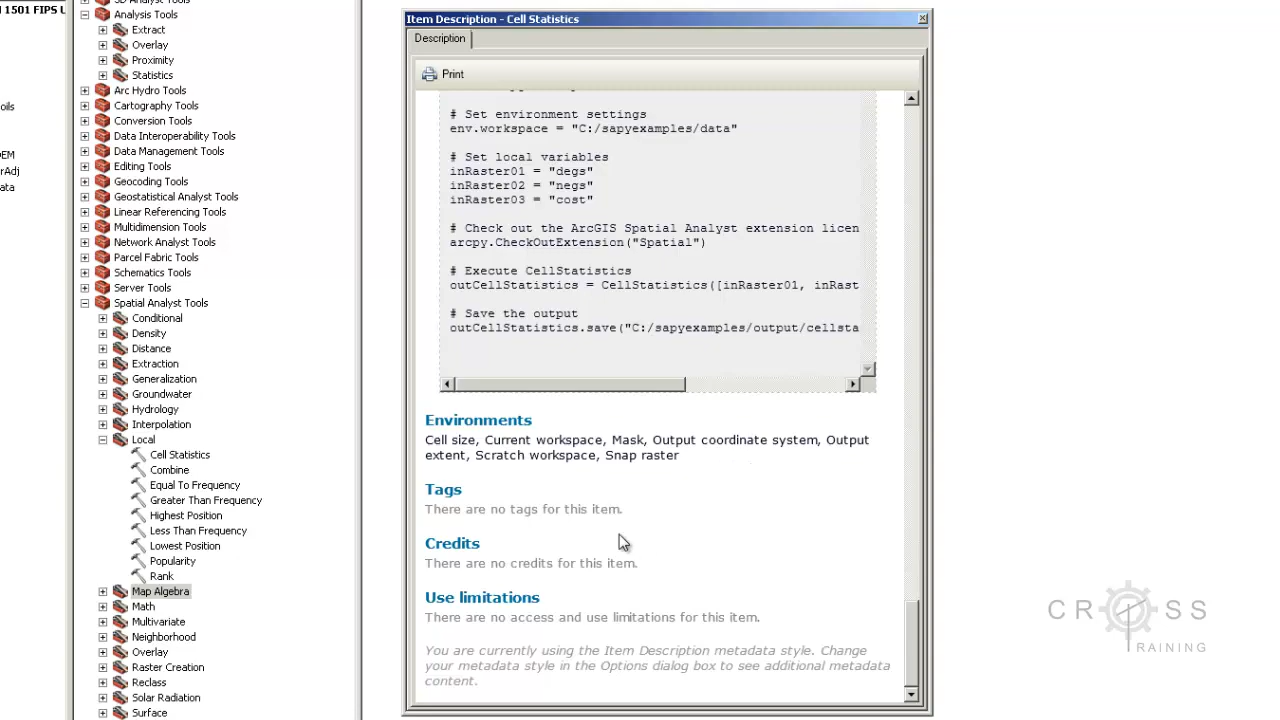 1501 FIPS U
oils
EM
rAdj
ata
Analysis Tools
Extract
Overlay
Proximity
Statistics
Arc Hydro Tools
Cartography Tools
Conversion Tools
Data Interoperability Tools
Data Management Tools
Editing Tools
Geocoding Tools
Geostatistical Analyst Tools
Linear Referencing Tools
Multidimension Tools
Network Analyst Tools
Parcel Fabric Tools
Schematics Tools
Server Tools
Spatial Analyst Tools
Conditional
Density
Distance
Extraction
Generalization
Groundwater
Hydrology
Interpolation
Local
Cell Statistics
Combine
Equal To Frequency
Greater Than Frequency
Highest Position
Less Than Frequency
Lowest Position
Popularity
Rank
Map Algebra
Math
Multivariate
Neighborhood
Overlay
Raster Creation
Reclass
Solar Radiation
Surface
Item Description - Cell Statistics
Description
Print
# Set environment settings
env.workspace = "C:/sapyexamples/data"
# Set local variables
inRaster01 = "degs"
inRaster02 = "negs"
inRaster03 = "cost"
# Check out the ArcGIS Spatial Analyst extension licen
arcpy.CheckOutExtension("Spatial")
# Execute CellStatistics
outCellStatistics = CellStatistics([inRaster01, inRast
# Save the output
outCellStatistics.save("C:/sapyexamples/output/cellsta
Environments
Cell size, Current workspace, Mask, Output coordinate system, Output
extent, Scratch workspace, Snap raster
Tags
There are no tags for this item.
Credits
There are no credits for this item.
Use limitations
There are no access and use limitations for this item.
You are currently using the Item Description metadata style. Change
your metadata style in the Options dialog box to see additional metadata
content.
CROSS
TRAINING